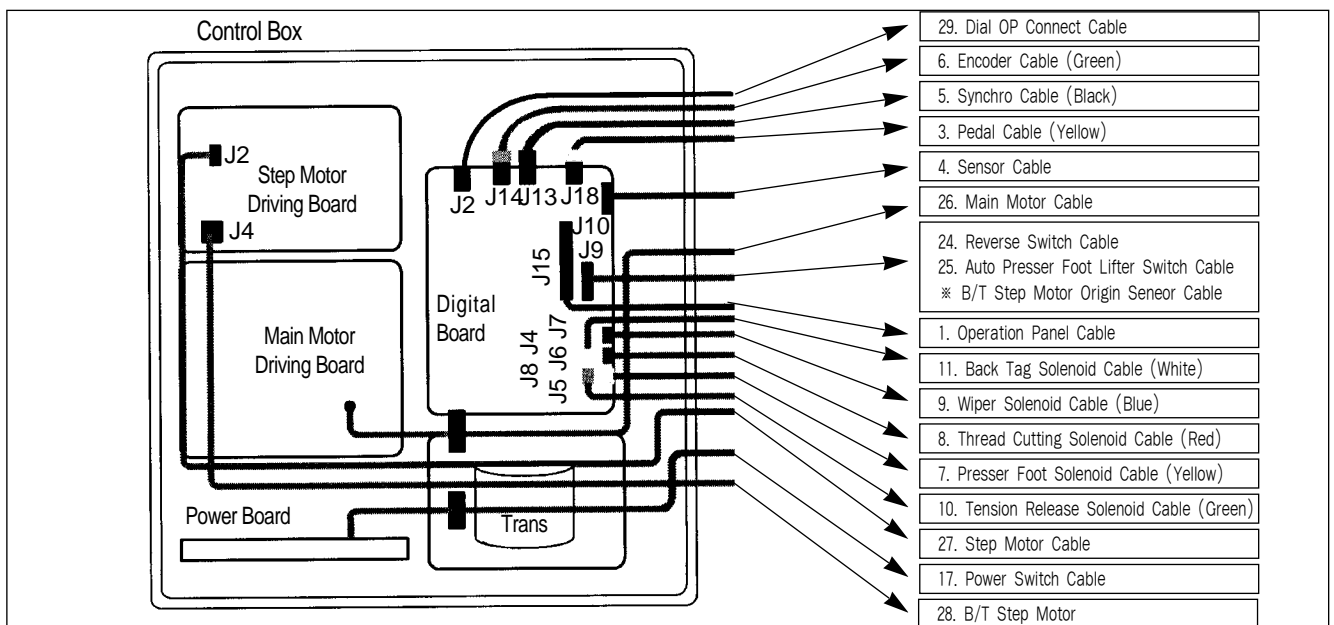 Control Box
J2
Step Motor
Driving Board
J4
Main Motor
Driving Board
Power Board
J2
J14
J13
J18
J10
J9
J15
Digital
Board
J7
J4
J6
J8
J5
Trans
29. Dial OP Connect Cable
6. Encoder Cable (Green)
5. Synchro Cable (Black)
3. Pedal Cable (Yellow)
4. Sensor Cable
26. Main Motor Cable
24. Reverse Switch Cable
25. Auto Presser Foot Lifter Switch Cable
※ B/T Step Motor Origin Seneor Cable
1. Operation Panel Cable
11. Back Tag Solenoid Cable (White)
9. Wiper Solenoid Cable (Blue)
8. Thread Cutting Solenoid Cable (Red)
7. Presser Foot Solenoid Cable (Yellow)
10. Tension Release Solenoid Cable (Green)
27. Step Motor Cable
17. Power Switch Cable
28. B/T Step Motor